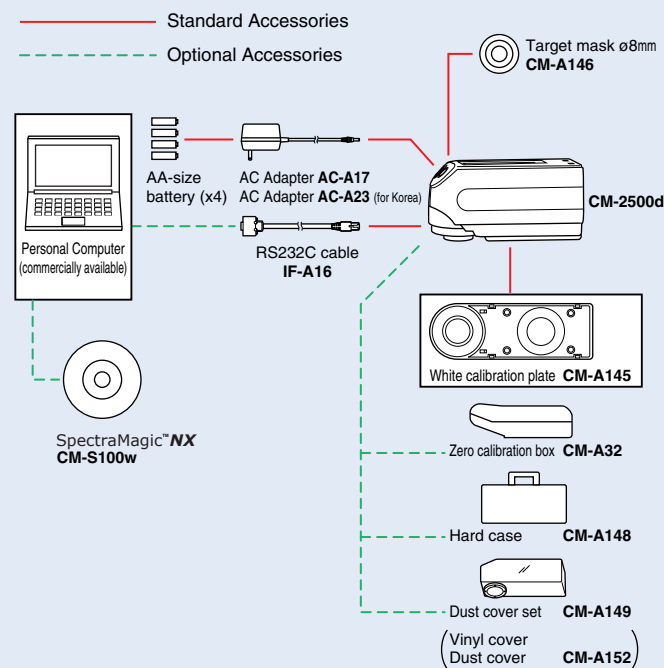 Standard Accessories
Optional Accessories
Target mask ø8mm
CM-A146
AA-size
battery (x4)
AC Adapter AC-A17
AC Adapter AC-A23 (for Korea)
CM-2500d
Personal Computer
(commercially available)
RS232C cable
IF-A16
White calibration plate CM-A145
SpectraMagic™NX
CM-S100w
Zero calibration box CM-A32
Hard case CM-A148
Dust cover set CM-A149
(Vinyl cover
Dust cover CM-A152)